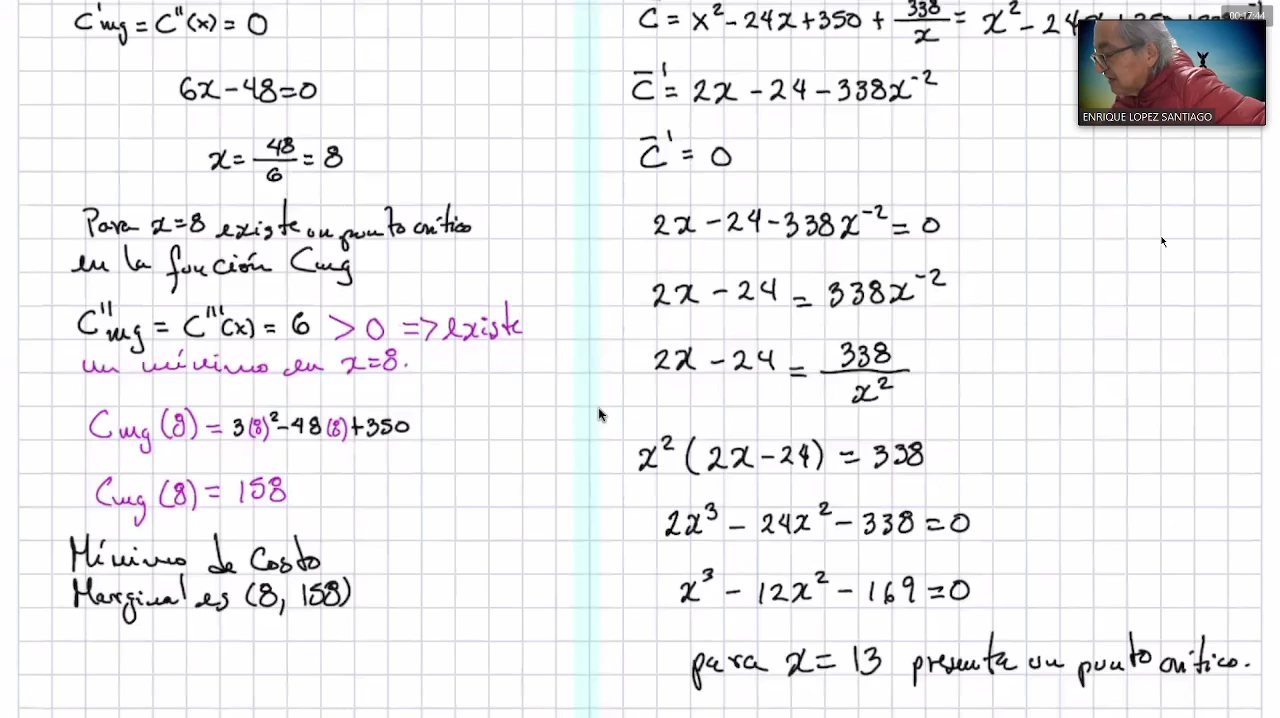 C'mg = C''(x) = 0
6x - 48 = 0
x = 48/6 = 8
Para x=8 existe un punto crítico
en la función Cmg
C''mg = C'''(x) = 6 > 0 => existe
un mínimo en x=8.
Cmg (8) = 3(8)² - 48(8) + 350
Cmg (8) = 158
Mínimo de Costo
Marginal es (8, 158)
C = x² - 24x + 350 + 338/x = x² - 24x
C̄' = 2x - 24 - 338x⁻²
C̄' = 0
2x - 24 - 338x⁻² = 0
2x - 24 = 338x⁻²
2x - 24 = 338/x²
x² (2x - 24) = 338
2x³ - 24x² - 338 = 0
x³ - 12x² - 169 = 0
para x = 13 presenta un punto crítico.
00:17:44
ENRIQUE LOPEZ SANTIAGO